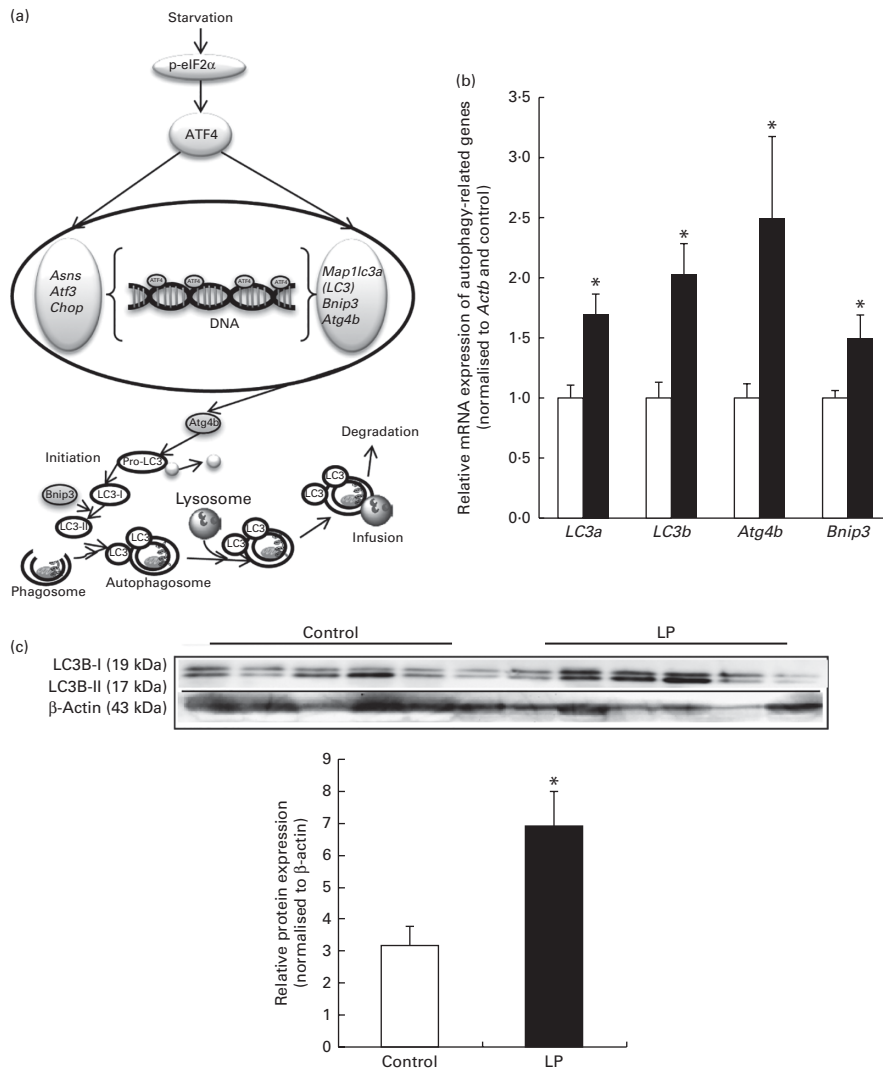 (a)
Starvation
p-eIF2α
ATF4
Asns
Atf3
Chop
ATF4 ATF4 ATF4 ATF4
DNA
Map1lc3a
(LC3)
Bnip3
Atg4b
Atg4b
Pro-LC3
Initiation
LC3-I
Bnip3
LC3-II
Phagosome
LC3
LC3
Autophagosome
Lysosome
LC3
LC3
LC3
LC3
Infusion
Degradation
(b)
Relative mRNA expression of autophagy-related genes
(normalised to Actb and control)
3·5
3·0
2·5
2·0
1·5
1·0
0·5
0·0
* * * *
LC3a LC3b Atg4b Bnip3
(c)
Control LP
LC3B-I (19 kDa)
LC3B-II (17 kDa)
β-Actin (43 kDa)
Relative protein expression
(normalised to β-actin)
9
8
7
6
5
4
3
2
1
0
*
Control LP